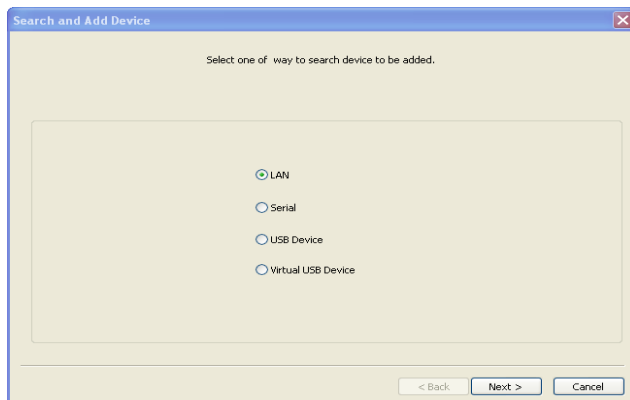 Search and Add Device
Select one of way to search device to be added.
LAN
Serial
USB Device
Virtual USB Device
< Back Next > Cancel